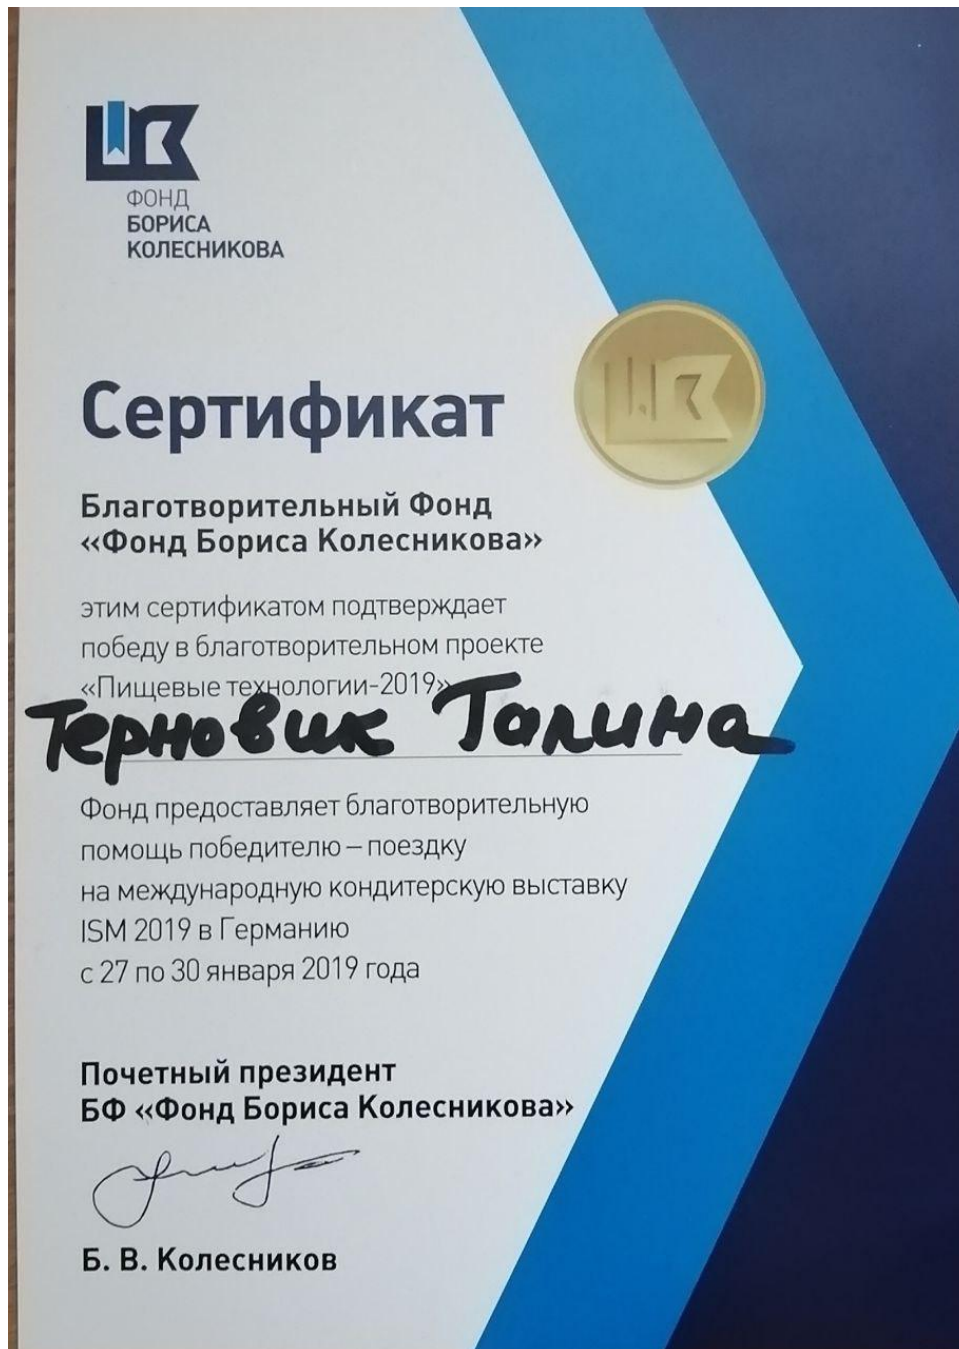 ФОНД
БОРИСА
КОЛЕСНИКОВА
Сертификат
Благотворительный Фонд
«Фонд Бориса Колесникова»
этим сертификатом подтверждает
победу в благотворительном проекте
«Пищевые технологии-2019»
Терновик Галина
Фонд предоставляет благотворительную
помощь победителю – поездку
на международную кондитерскую выставку
ISM 2019 в Германию
с 27 по 30 января 2019 года
Почетный президент
БФ «Фонд Бориса Колесникова»
Б. В. Колесников